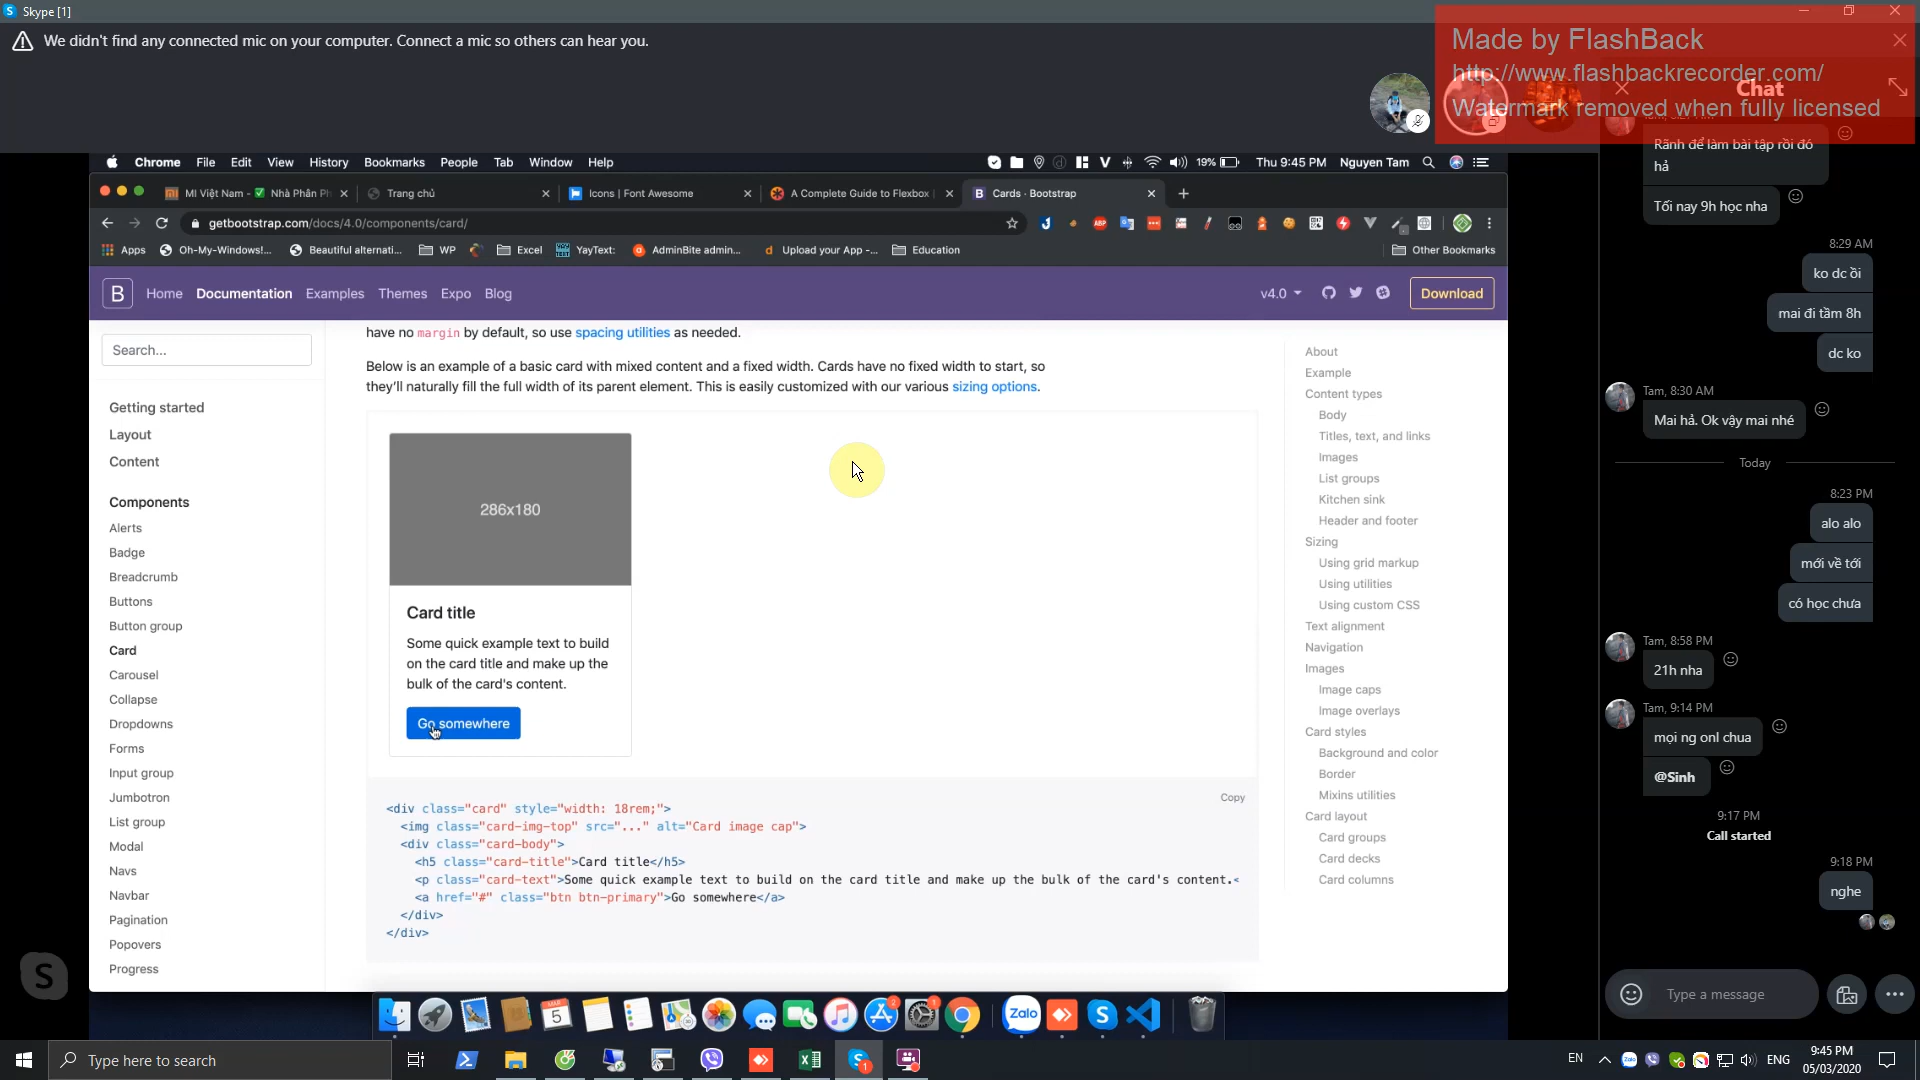 Skype [1]
We didn't find any connected mic on your computer. Connect a mic so others can hear you.
Made by FlashBack
http://www.flashbackrecorder.com/
Watermark removed when fully licensed
Chat
Chrome File Edit View History Bookmarks People Tab Window Help
19% Thu 9:45 PM Nguyen Tam
MI Việt Nam - Nhà Phân Ph
Trang chủ
Icons | Font Awesome
A Complete Guide to Flexbox
Cards · Bootstrap
getbootstrap.com/docs/4.0/components/card/
Apps
Oh-My-Windows!...
Beautiful alternati...
WP
Excel
YayText:
AdminBite admin...
Upload your App -...
Education
Other Bookmarks
B Home Documentation Examples Themes Expo Blog
v4.0 Download
Search...
Getting started
Layout
Content
Components
Alerts
Badge
Breadcrumb
Buttons
Button group
Card
Carousel
Collapse
Dropdowns
Forms
Input group
Jumbotron
List group
Modal
Navs
Navbar
Pagination
Popovers
Progress
have no margin by default, so use spacing utilities as needed.
Below is an example of a basic card with mixed content and a fixed width. Cards have no fixed width to start, so
they'll naturally fill the full width of its parent element. This is easily customized with our various sizing options.
286x180
Card title
Some quick example text to build
on the card title and make up the
bulk of the card's content.
Go somewhere
Copy
<div class="card" style="width: 18rem;">
<img class="card-img-top" src="..." alt="Card image cap">
<div class="card-body">
<h5 class="card-title">Card title</h5>
<p class="card-text">Some quick example text to build on the card title and make up the bulk of the card's content.<
<a href="#" class="btn btn-primary">Go somewhere</a>
</div>
</div>
About
Example
Content types
Body
Titles, text, and links
Images
List groups
Kitchen sink
Header and footer
Sizing
Using grid markup
Using utilities
Using custom CSS
Text alignment
Navigation
Images
Image caps
Image overlays
Card styles
Background and color
Border
Mixins utilities
Card layout
Card groups
Card decks
Card columns
Rãnh để làm bài tập rồi đó
hả
Tối nay 9h học nha
8:29 AM
ko dc ồi
mai đi tầm 8h
dc ko
Tam, 8:30 AM
Mai hả. Ok vậy mai nhé
Today
8:23 PM
alo alo
mới về tới
có học chưa
Tam, 8:58 PM
21h nha
Tam, 9:14 PM
mọi ng onl chua
@Sinh
9:17 PM
Call started
9:18 PM
nghe
Type a message
MAR
5
Zalo
2
1
Type here to search
EN
ENG
9:45 PM
05/03/2020